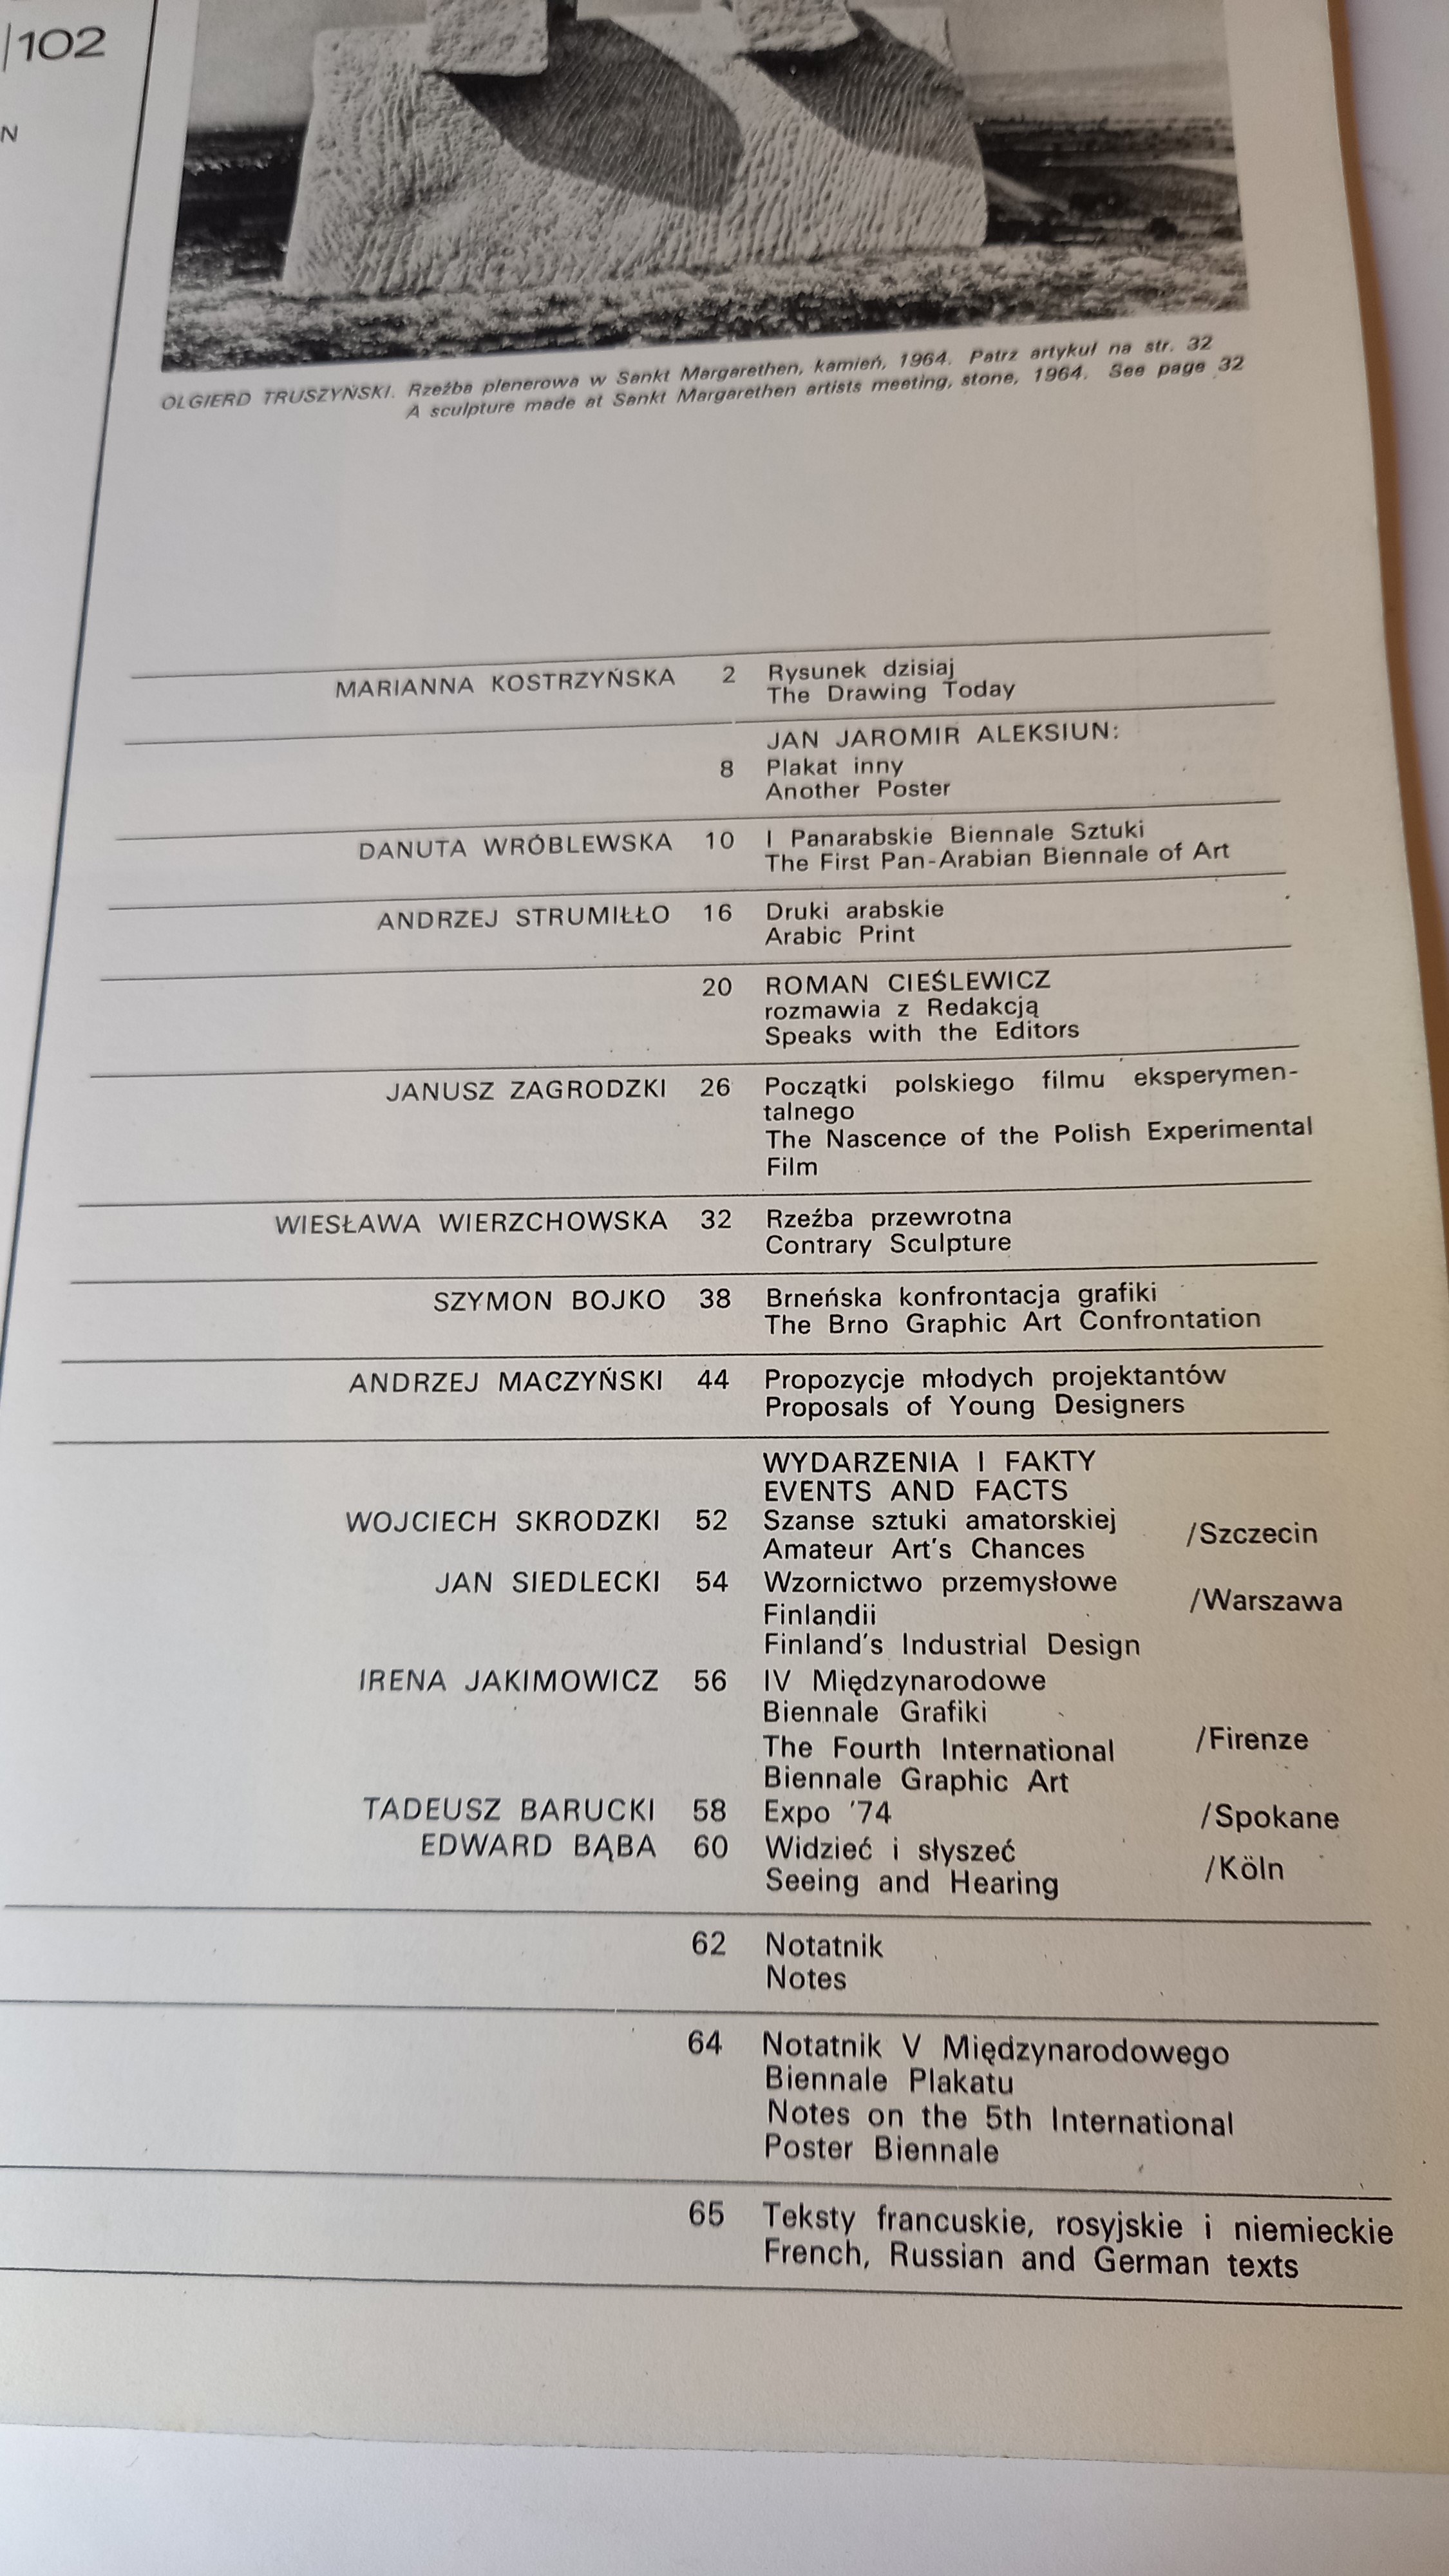 /102
N
OLGIERD TRUSZYŃSKI. Rzeźba plenerowa w Sankt Margarethen, kamień, 1964. Patrz artykuł na str. 32
A sculpture made at Sankt Margarethen artists meeting, stone, 1964. See page 32
MARIANNA KOSTRZYŃSKA 2 Rysunek dzisiaj
The Drawing Today
JAN JAROMIR ALEKSIUN:
8 Plakat inny
Another Poster
DANUTA WRÓBLEWSKA 10 I Panarabskie Biennale Sztuki
The First Pan-Arabian Biennale of Art
ANDRZEJ STRUMIŁŁO 16 Druki arabskie
Arabic Print
20 ROMAN CIEŚLEWICZ
rozmawia z Redakcją
Speaks with the Editors
JANUSZ ZAGRODZKI 26 Początki polskiego filmu eksperymen-
talnego
The Nascence of the Polish Experimental
Film
WIESŁAWA WIERZCHOWSKA 32 Rzeźba przewrotna
Contrary Sculpture
SZYMON BOJKO 38 Brneńska konfrontacja grafiki
The Brno Graphic Art Confrontation
ANDRZEJ MACZYŃSKI 44 Propozycje młodych projektantów
Proposals of Young Designers
WYDARZENIA I FAKTY
EVENTS AND FACTS
WOJCIECH SKRODZKI 52 Szanse sztuki amatorskiej
/Szczecin
Amateur Art's Chances
JAN SIEDLECKI 54 Wzornictwo przemysłowe
/Warszawa
Finlandii
Finland's Industrial Design
IRENA JAKIMOWICZ 56 IV Międzynarodowe
Biennale Grafiki
/Firenze
The Fourth International
Biennale Graphic Art
TADEUSZ BARUCKI 58 Expo '74 /Spokane
EDWARD BĄBA 60 Widzieć i słyszeć
/Köln
Seeing and Hearing
62 Notatnik
Notes
64 Notatnik V Międzynarodowego
Biennale Plakatu
Notes on the 5th International
Poster Biennale
65 Teksty francuskie, rosyjskie i niemieckie
French, Russian and German texts